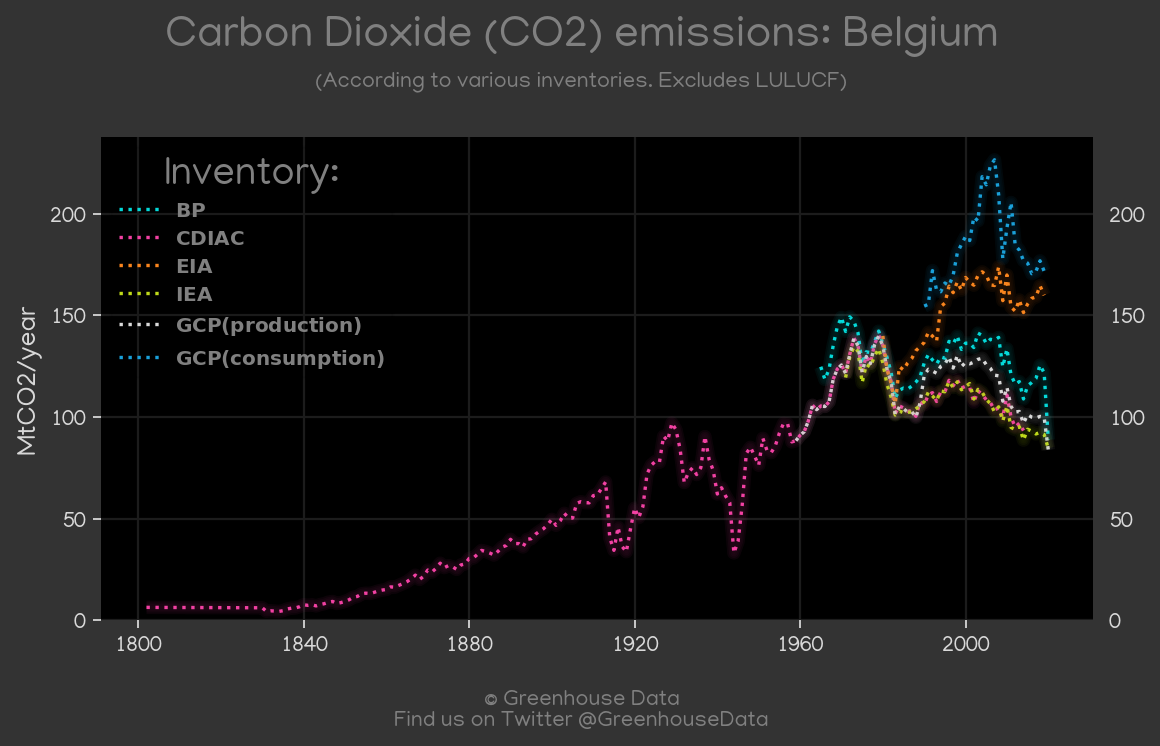 Carbon Dioxide (CO2) emissions: Belgium
(According to various inventories. Excludes LULUCF)
Inventory:
BP
CDIAC
EIA
IEA
GCP(production)
GCP(consumption)
MtCO2/year
200
150
100
50
0
200
150
100
50
0
1800
1840
1880
1920
1960
2000
© Greenhouse Data
Find us on Twitter @GreenhouseData